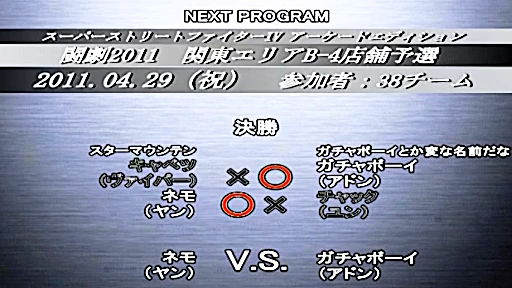 NEXT PROGRAM
スーパーストリートファイターIV アーケードエディション
闘劇2011　関東エリアB-4店舗予選
2011.04.29（祝）　参加者：38チーム
決勝
スターマウンテン　ガチャボーイとか変な名前だな
キャベツ　ガチャボーイ
(ヴァイパー)　×　○　(アドン)
ネモ　チャック
(ヤン)　○　×　(ユン)
ネモ　V.S.　ガチャボーイ
(ヤン)　(アドン)